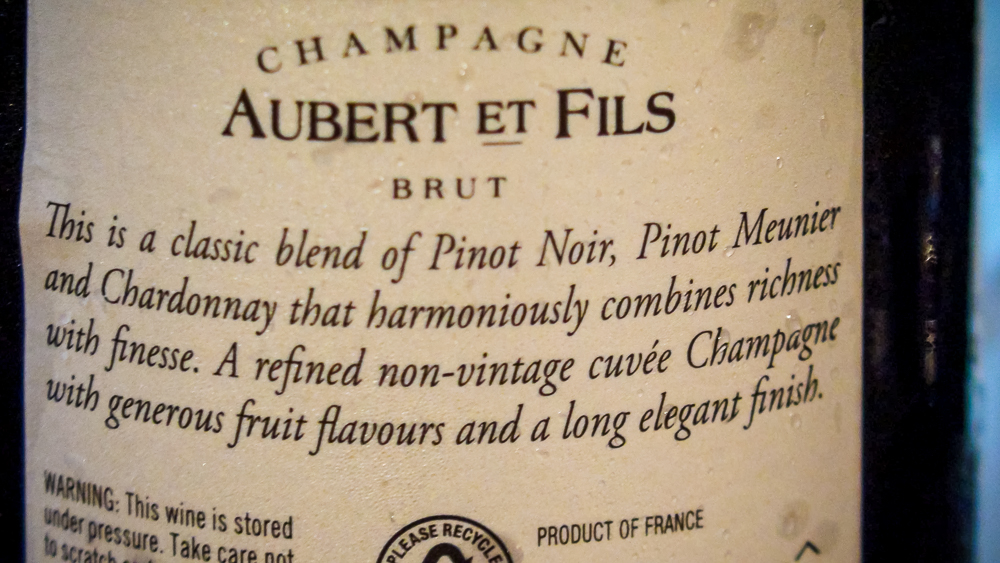 CHAMPAGNE
AUBERT ET FILS
BRUT
This is a classic blend of Pinot Noir, Pinot Meunier
and Chardonnay that harmoniously combines richness
with finesse. A refined non-vintage cuvée Champagne
with generous fruit flavours and a long elegant finish.
WARNING: This wine is stored
under pressure. Take care not
to scratch
PLEASE RECYCLE
PRODUCT OF FRANCE